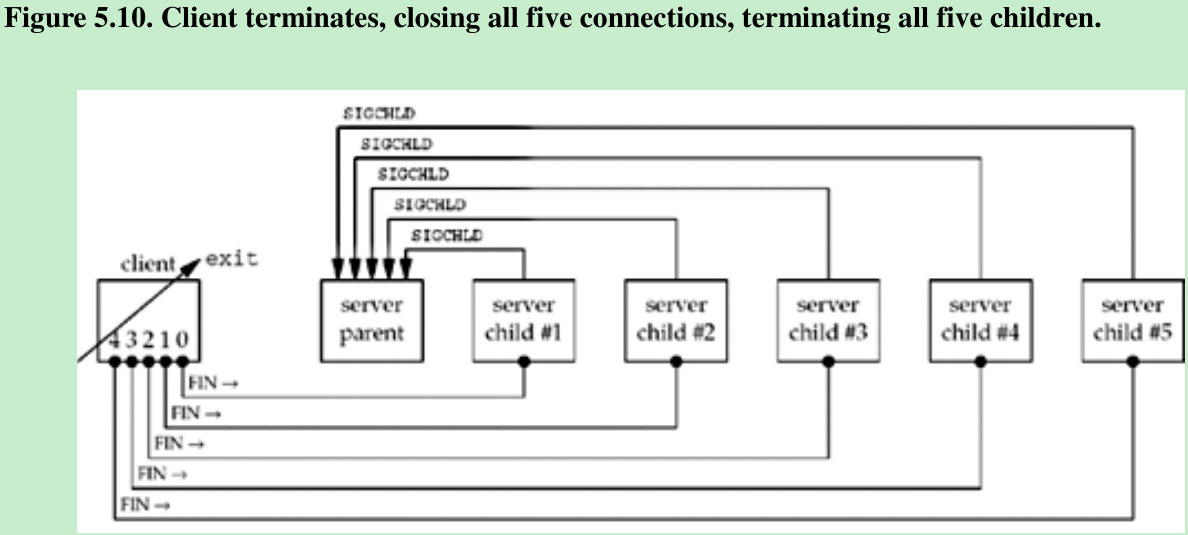 Figure 5.10. Client terminates, closing all five connections, terminating all five children.
SIGCHLD
SIGCHLD
SIGCHLD
SIGCHLD
SIGCHLD
client
exit
4 3 2 1 0
server
parent
server
child #1
server
child #2
server
child #3
server
child #4
server
child #5
FIN →
FIN →
FIN →
FIN →
FIN →